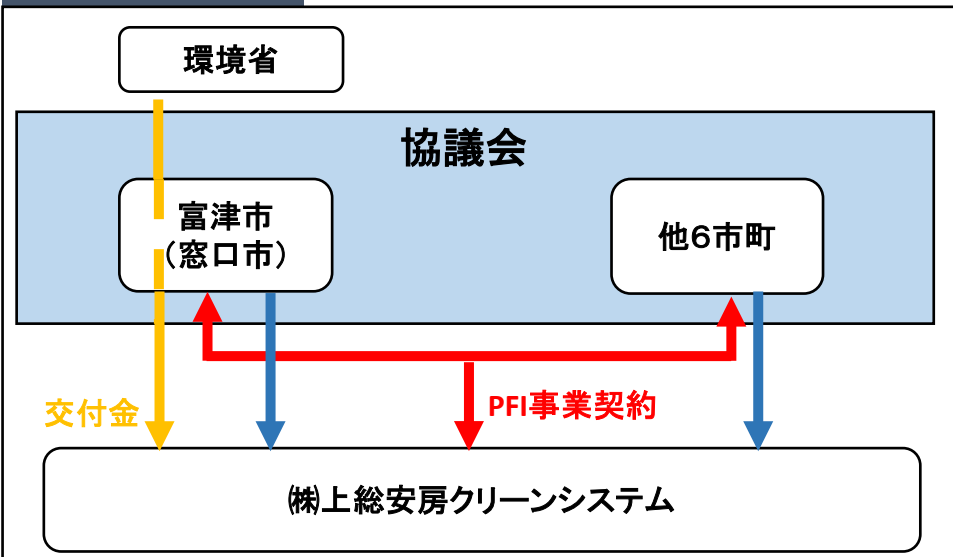 環境省
協議会
富津市
（窓口市）
他６市町
交付金
PFI事業契約
㈱上総安房クリーンシステム